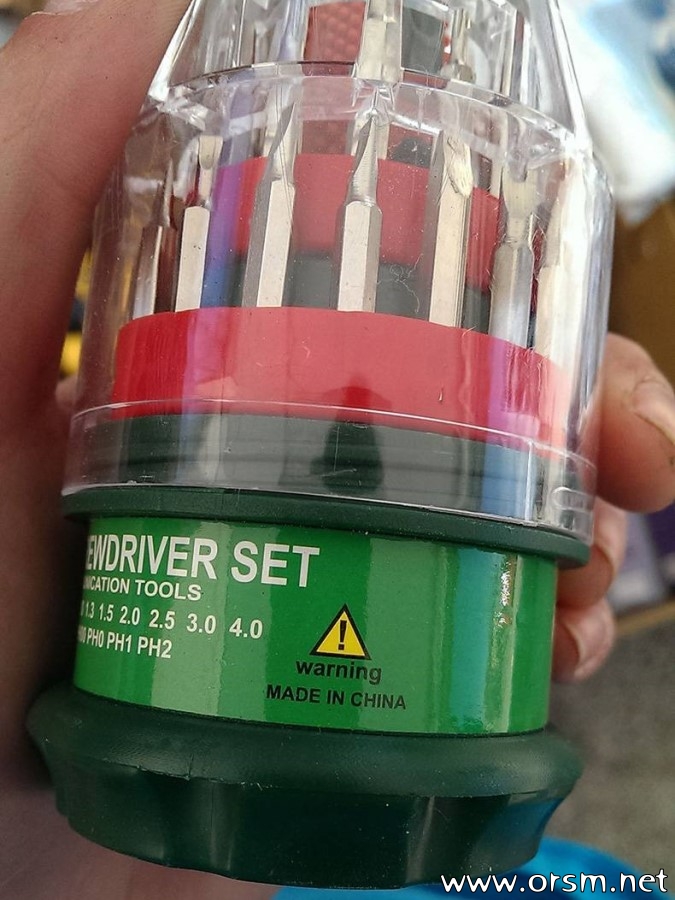 EWDRIVER SET
NICATION TOOLS
1.3 1.5 2.0 2.5 3.0 4.0
PH0 PH1 PH2
!
warning
MADE IN CHINA
www.orsm.net